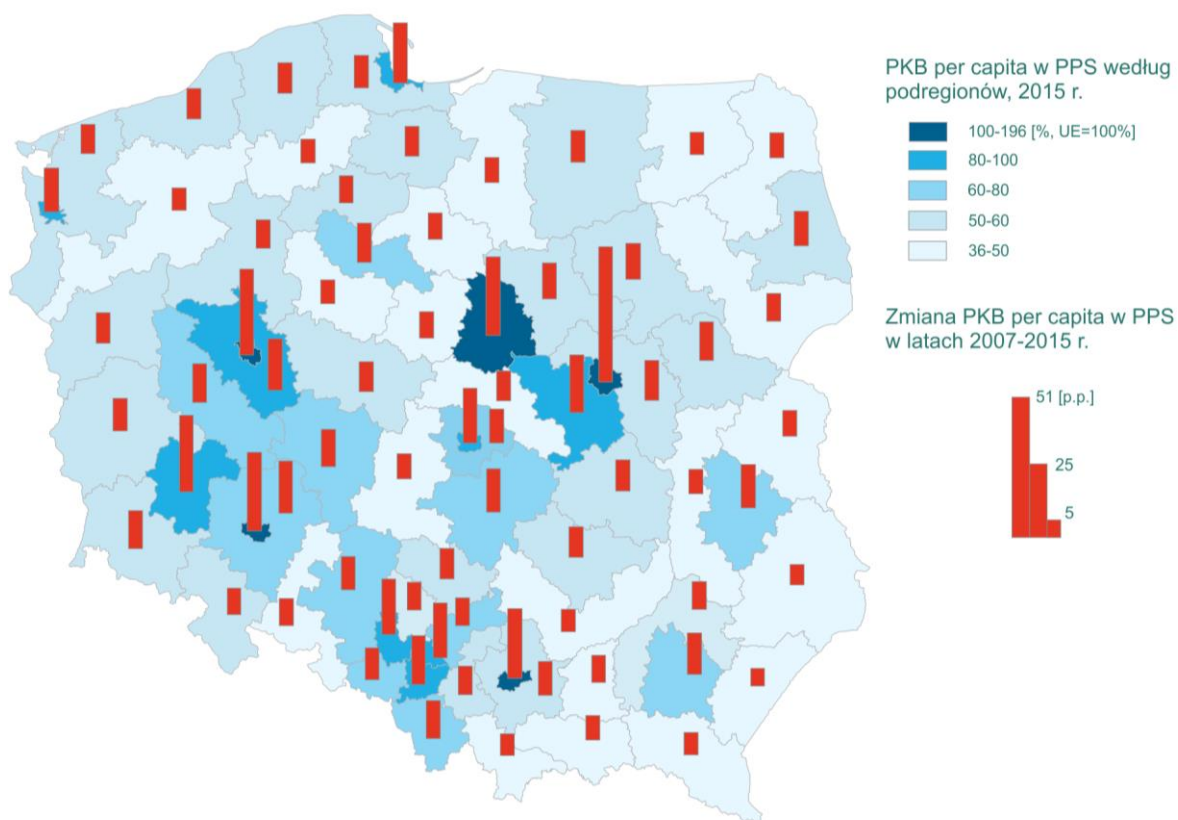 PKB per capita w PPS według
podregionów, 2015 r.
100-196 [%, UE=100%]
80-100
60-80
50-60
36-50
Zmiana PKB per capita w PPS
w latach 2007-2015 r.
51 [p.p.]
25
5